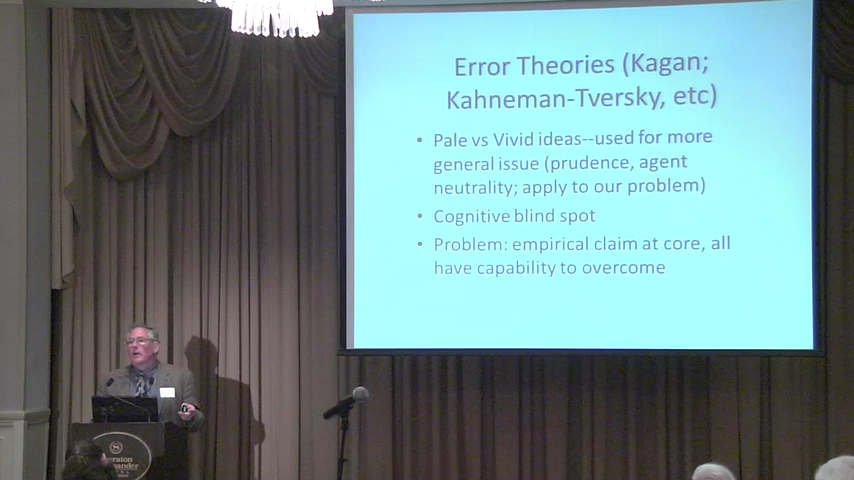 Error Theories (Kagan;
Kahneman-Tversky, etc)
• Pale vs Vivid ideas--used for more
general issue (prudence, agent
neutrality; apply to our problem)
• Cognitive blind spot
• Problem: empirical claim at core, all
have capability to overcome